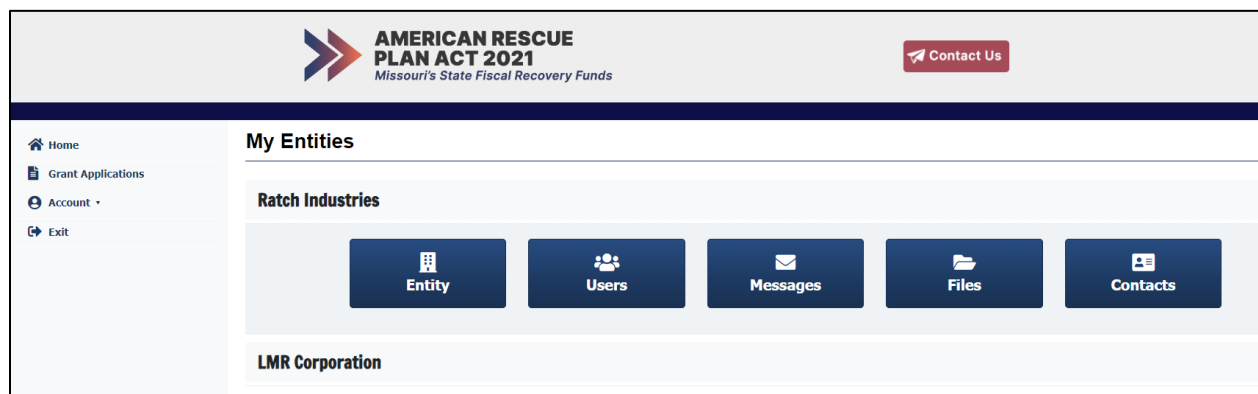 AMERICAN RESCUE
PLAN ACT 2021
Missouri's State Fiscal Recovery Funds
Contact Us
Home
Grant Applications
Account
Exit
My Entities
Ratch Industries
Entity
Users
Messages
Files
Contacts
LMR Corporation